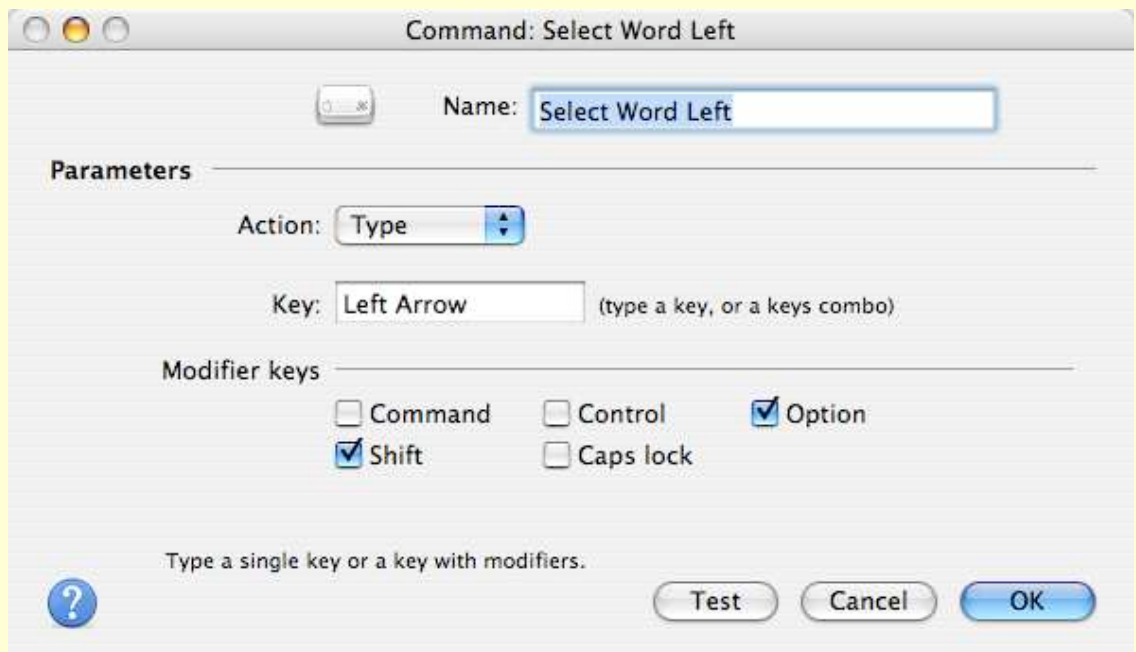 Command: Select Word Left
Name: Select Word Left
Parameters
Action: Type
Key: Left Arrow (type a key, or a keys combo)
Modifier keys
Command Control Option
Shift Caps lock
Type a single key or a key with modifiers.
? Test Cancel OK